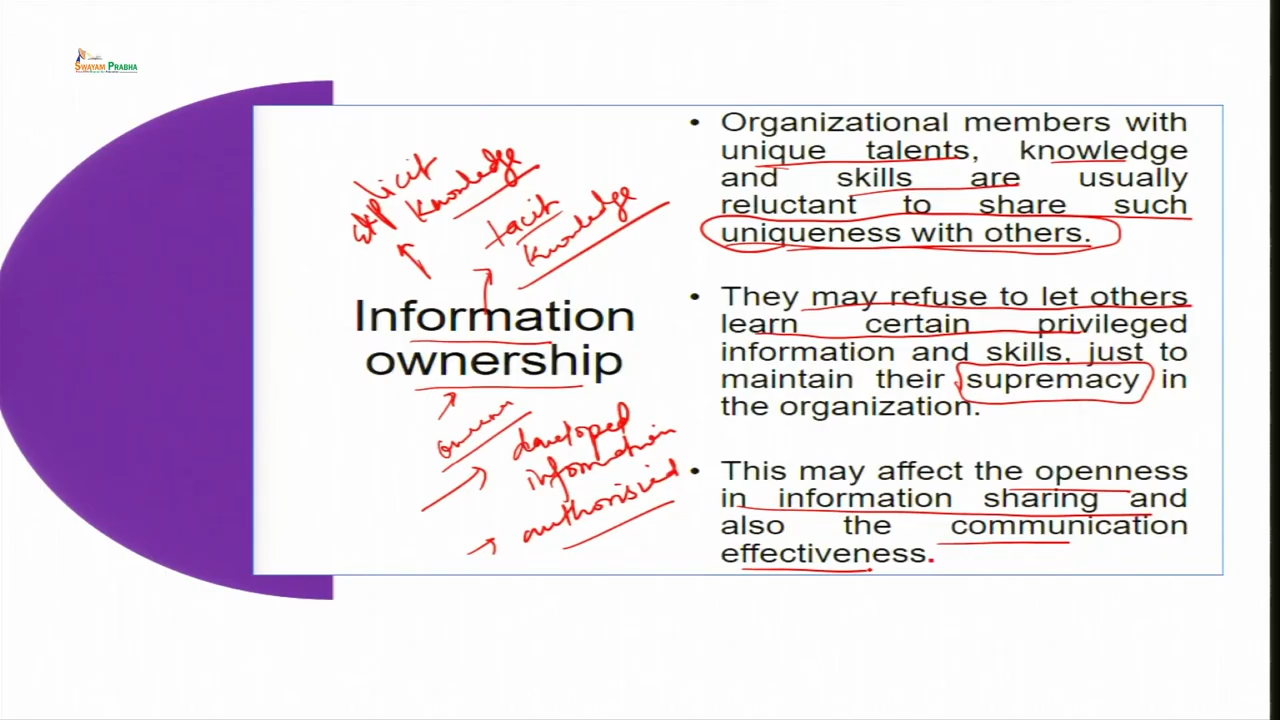 SWAYAM PRABHA
explicit
knowledge
tacit
knowledge
Information
ownership
developed
information
authorisied
• Organizational members with
unique talents, knowledge
and skills are usually
reluctant to share such
uniqueness with others.
• They may refuse to let others
learn certain privileged
information and skills, just to
maintain their supremacy in
the organization.
• This may affect the openness
in information sharing and
also the communication
effectiveness.